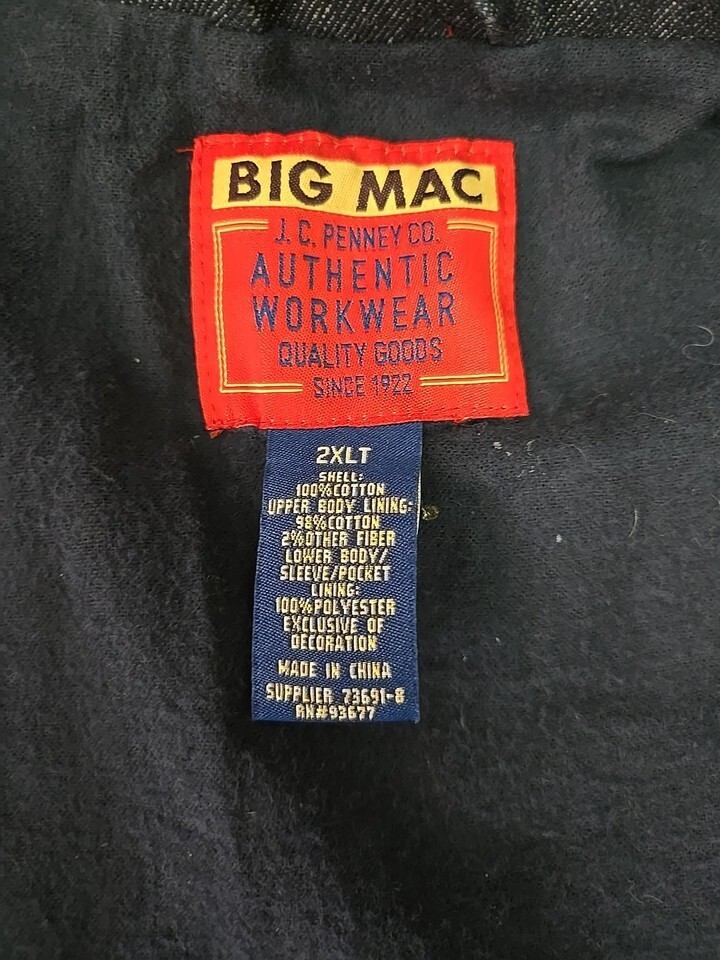 BIG MAC
J.C. PENNEY CO.
AUTHENTIC
WORKWEAR
QUALITY GOODS
SINCE 1922
2XLT
SHELL:
100%COTTON
UPPER BODY LINING:
98%COTTON
2%OTHER FIBER
LOWER BODY/
SLEEVE/POCKET
LINING:
100%POLYESTER
EXCLUSIVE OF
DECORATION
MADE IN CHINA
SUPPLIER 73691-8
RN#93677